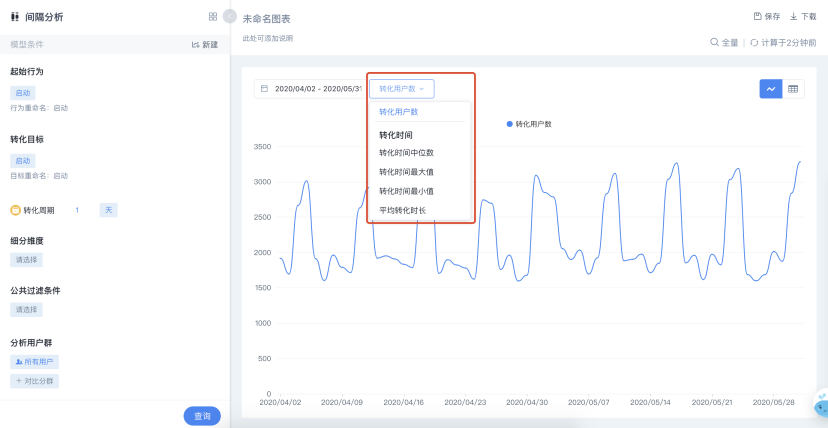 间隔分析
模型条件
新建
起始行为
启动
行为重命名: 启动
转化目标
启动
目标重命名: 启动
转化周期 1 天
细分维度
请选择
公共过滤条件
请选择
分析用户群
所有用户
+ 对比分群
查询
未命名图表
保存 下载
此处可添加说明
全量 | 计算于2分钟前
2020/04/02 - 2020/05/31
转化用户数
转化用户数
转化时间
转化时间中位数
转化时间最大值
转化时间最小值
平均转化时长
转化用户数
3500
3000
2500
2000
1500
1000
500
0
2020/04/02 2020/04/09 2020/04/16 2020/04/23 2020/04/30 2020/05/07 2020/05/14 2020/05/21 2020/05/28